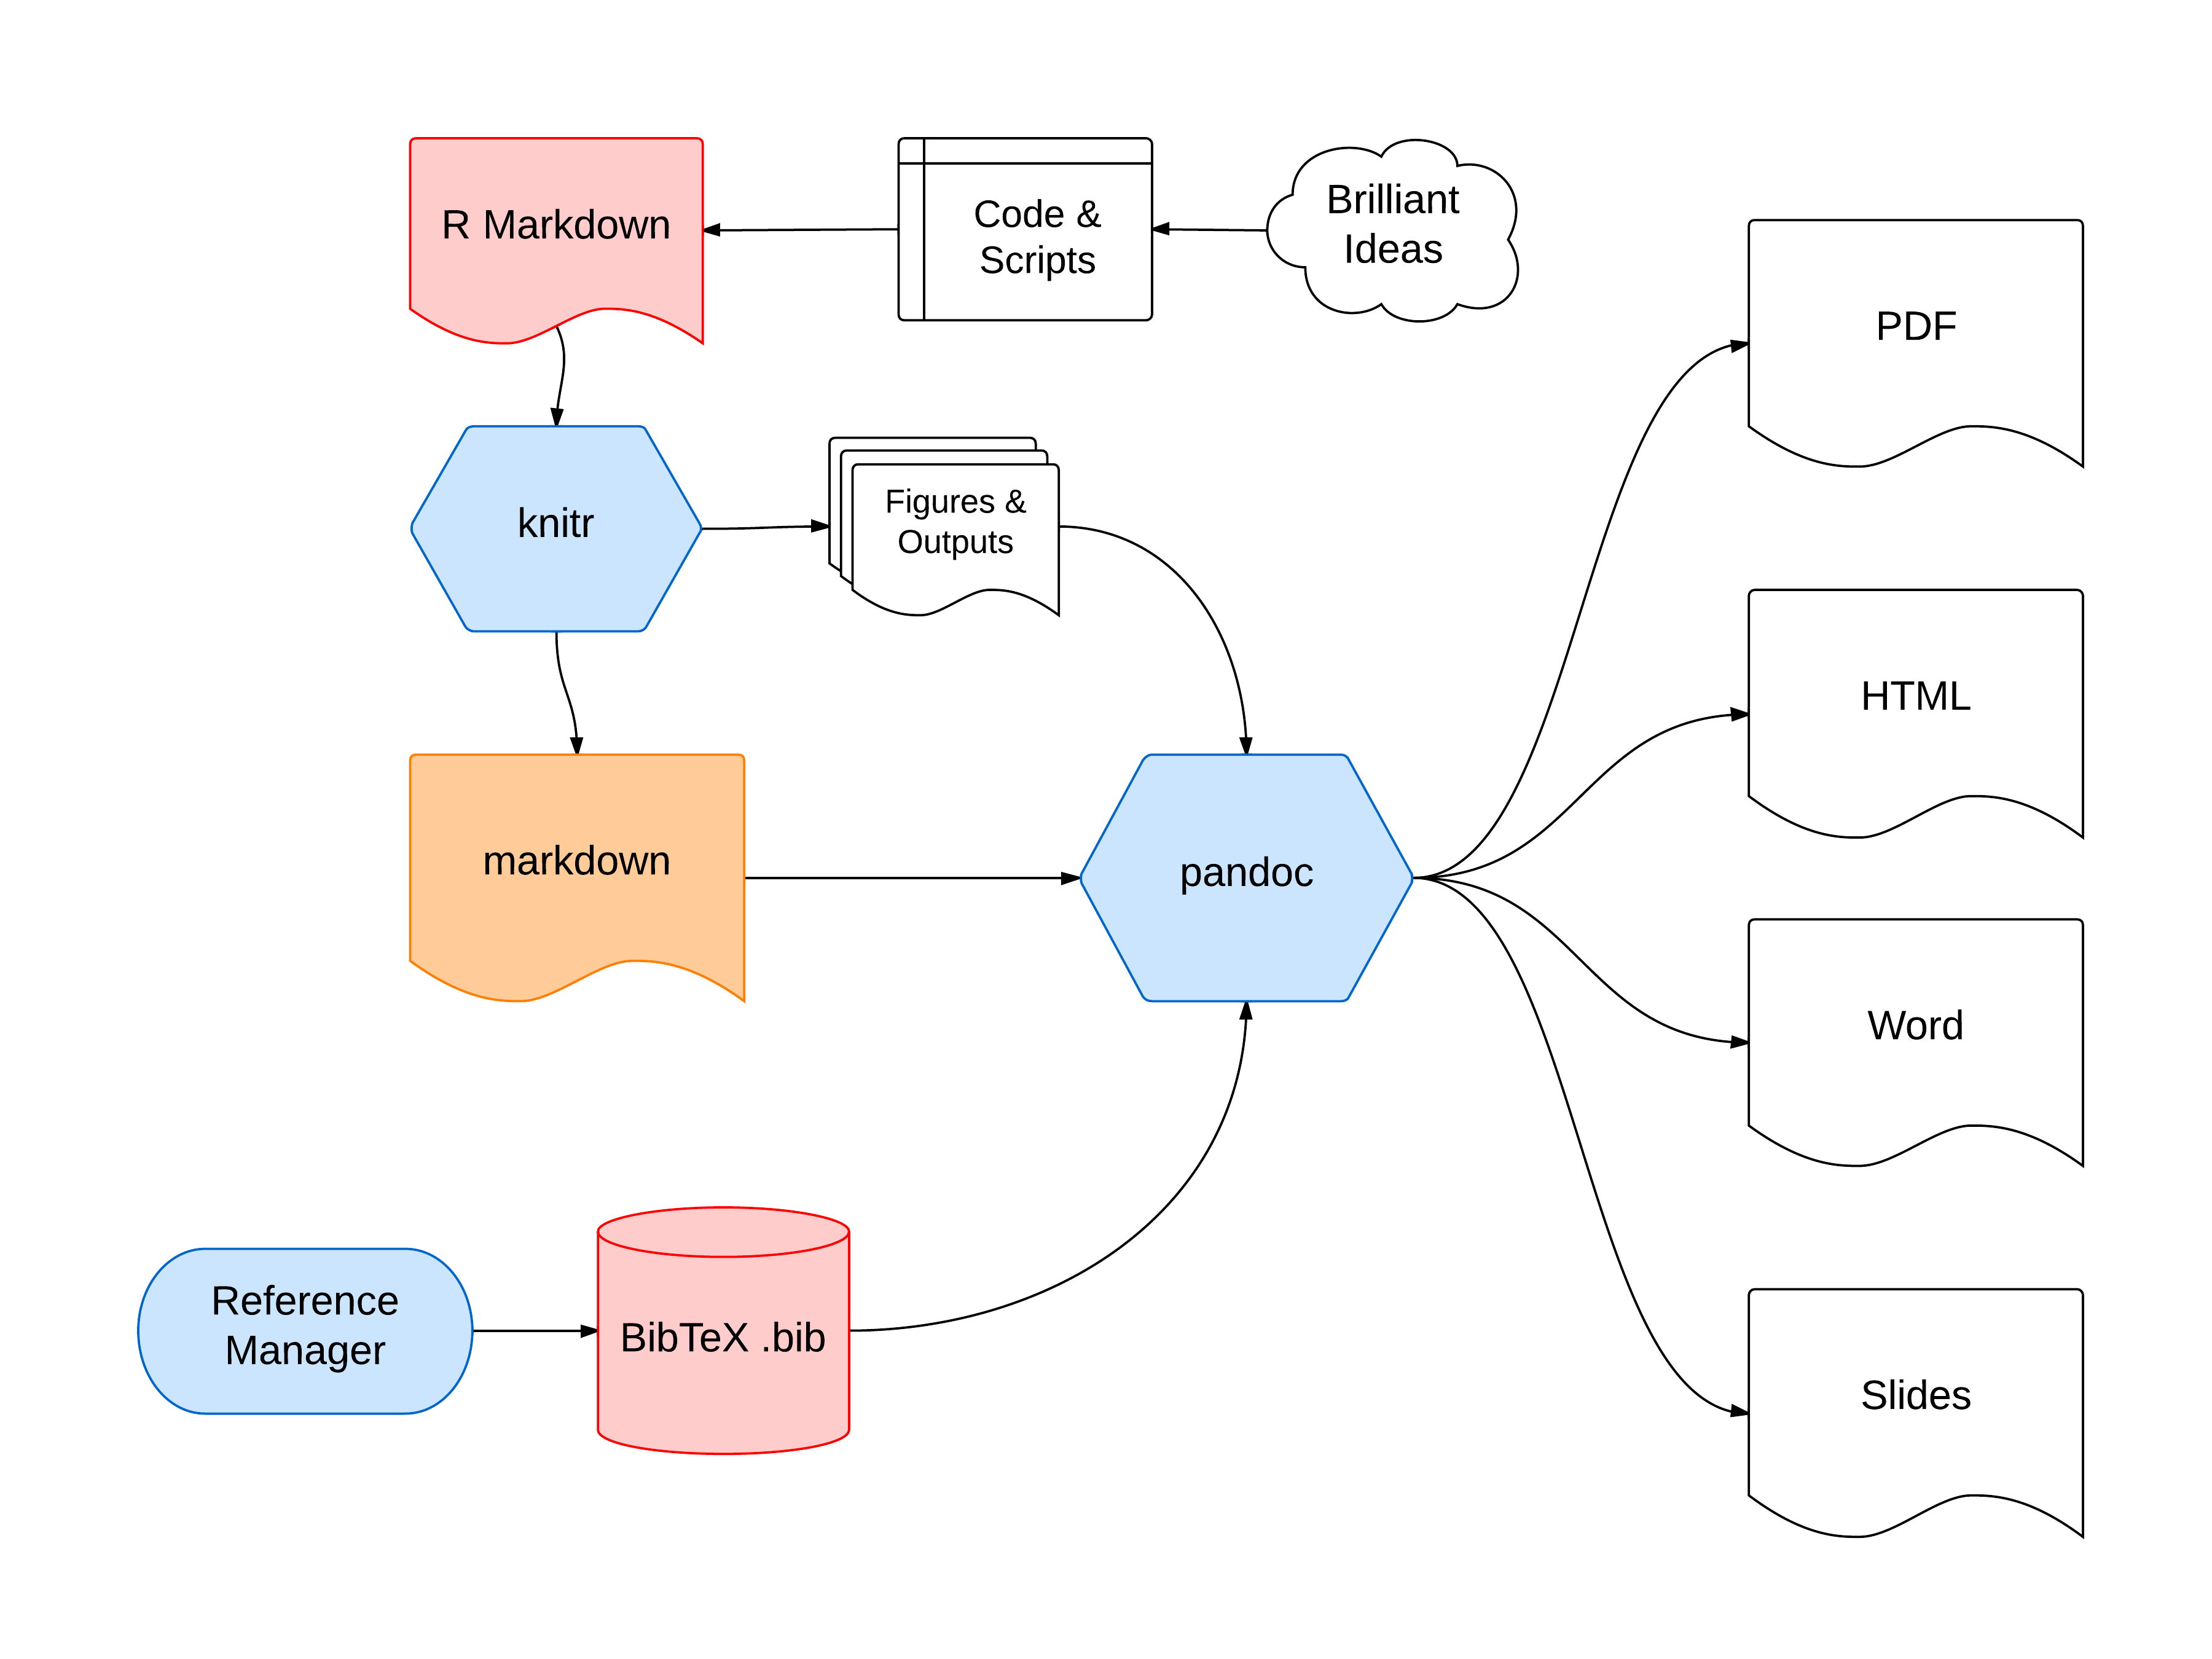 R Markdown
Code &
Scripts
Brilliant
Ideas
PDF
knitr
Figures &
Outputs
HTML
markdown
pandoc
Word
Reference
Manager
BibTeX .bib
Slides